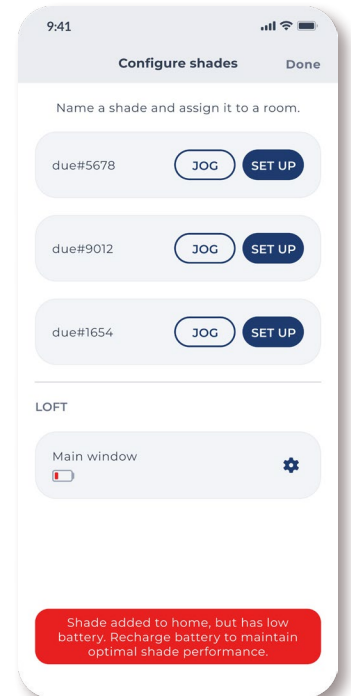 9:41
Configure shades
Done
Name a shade and assign it to a room.
due#5678
JOG
SET UP
due#9012
JOG
SET UP
due#1654
JOG
SET UP
LOFT
Main window
Shade added to home, but has low
battery. Recharge battery to maintain
optimal shade performance.